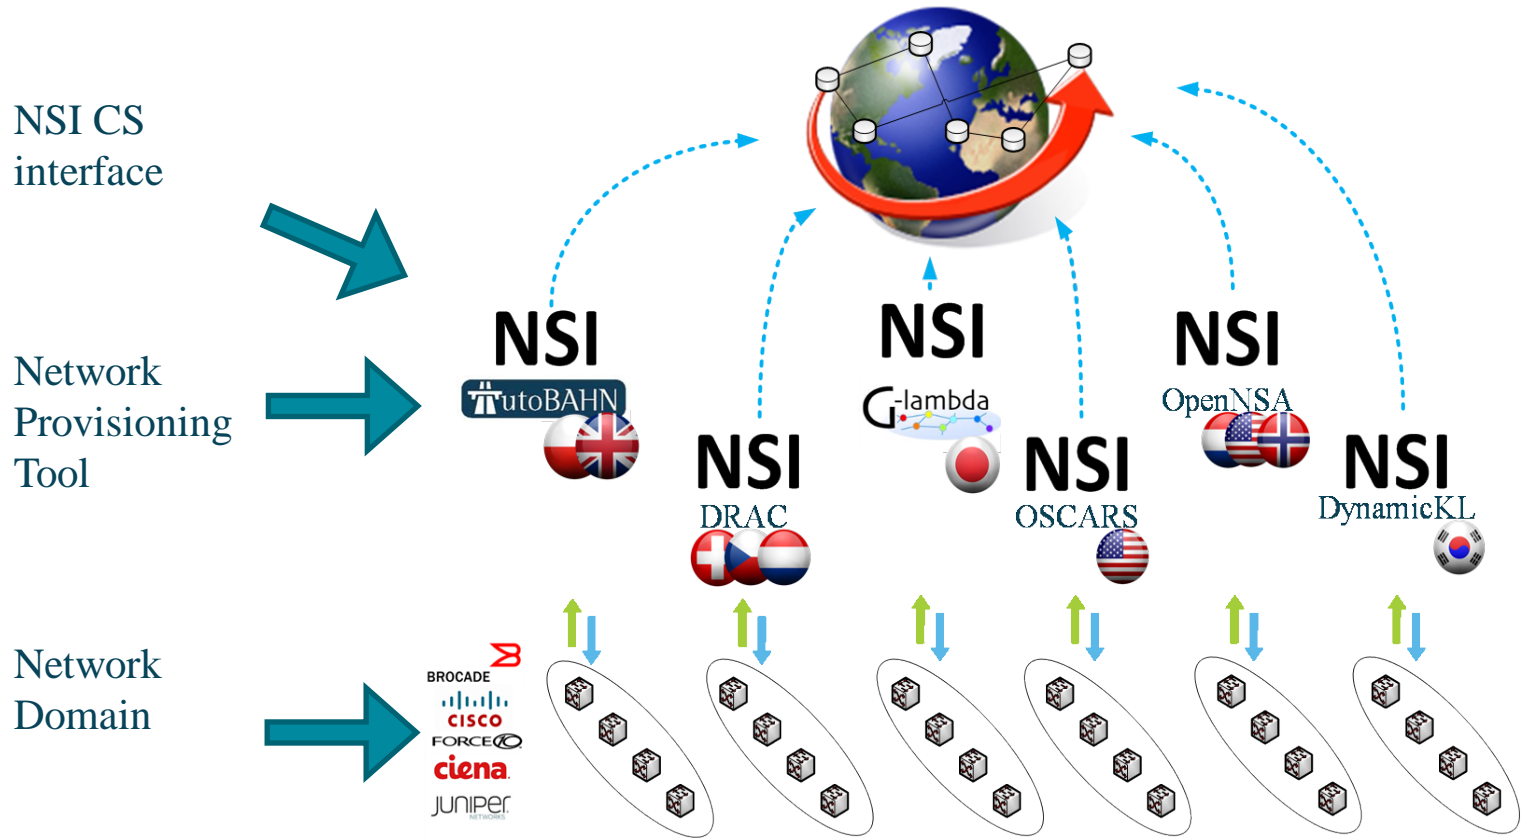 NSI CS
interface
Network
Provisioning
Tool
Network
Domain
NSI
AutoBAHN
NSI
DRAC
NSI
G-lambda
NSI
OSCARS
NSI
OpenNSA
NSI
DynamicKL
BROCADE
CISCO
FORCE10
ciena
JUNIPER
NETWORKS